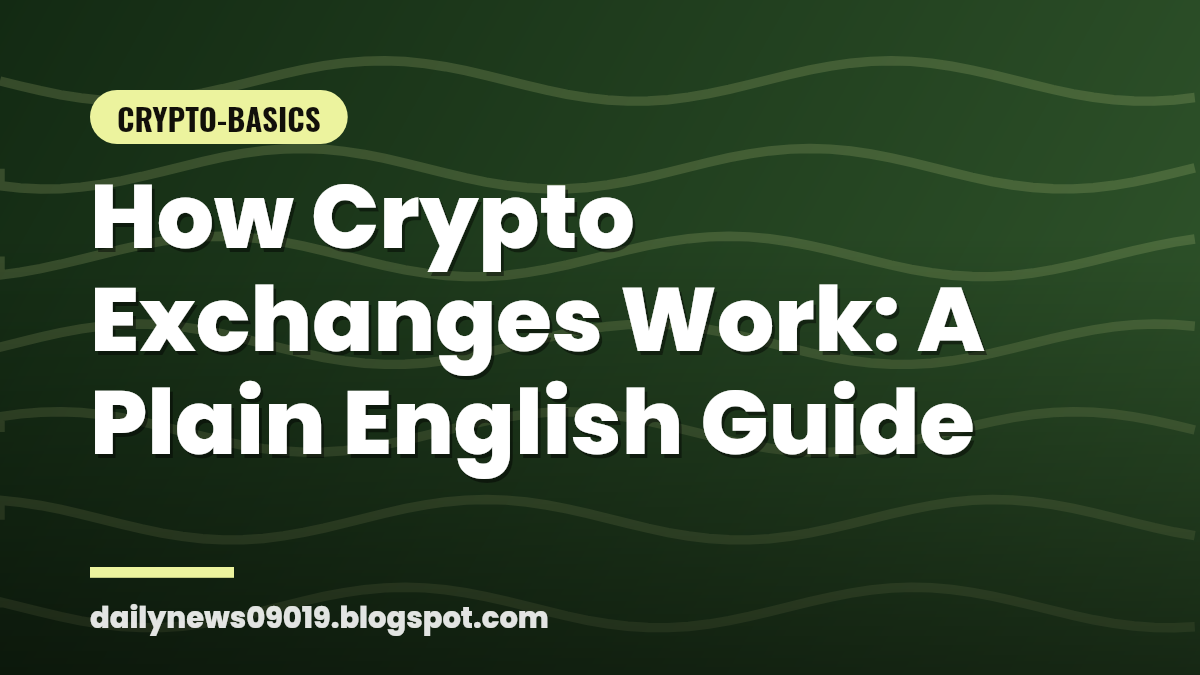 CRYPTO-BASICS
How Crypto
Exchanges Work: A
Plain English Guide
dailynews09019.blogspot.com